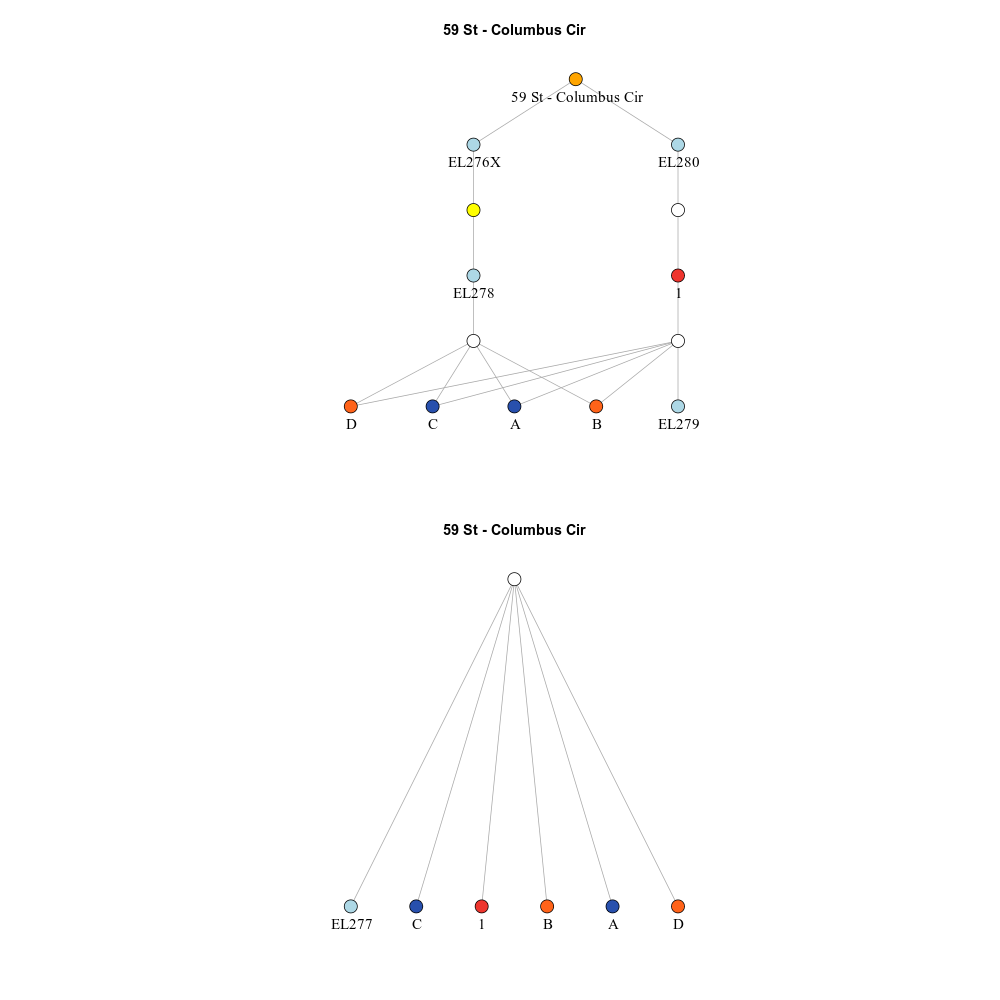 59 St - Columbus Cir
59 St - Columbus Cir
EL276X EL280
EL278 1
D C A B EL279
59 St - Columbus Cir
EL277 C 1 B A D